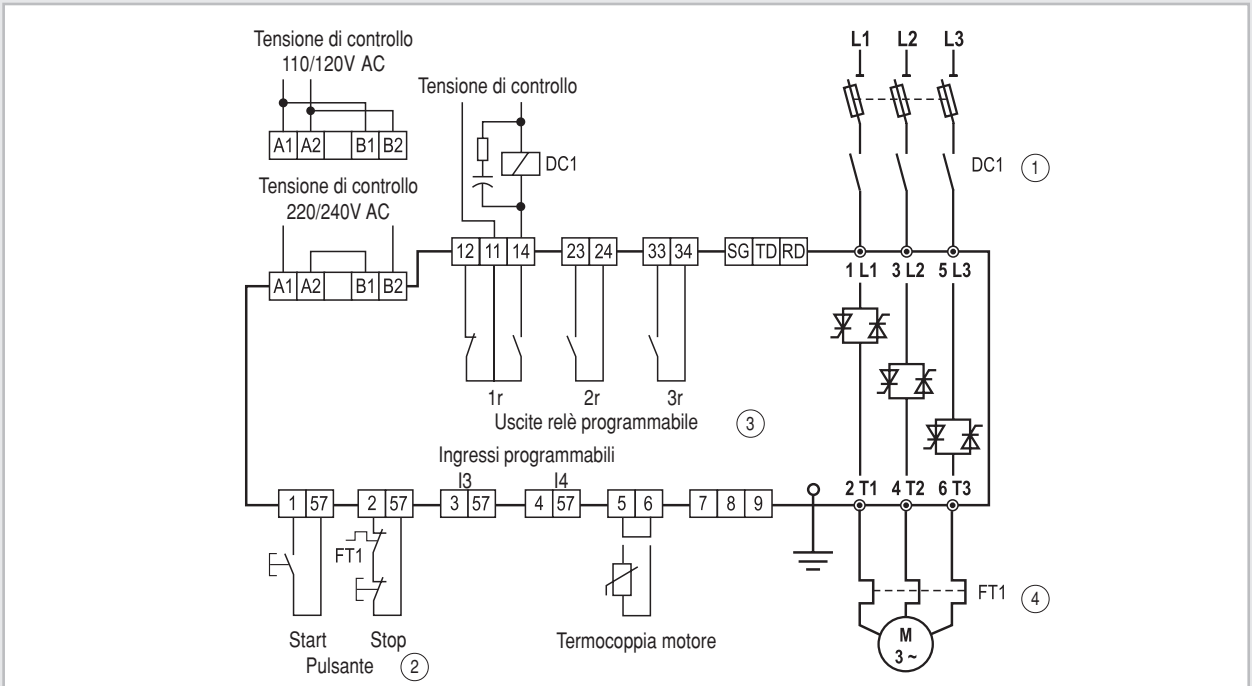 Tensione di controllo
110/120V AC
A1 A2 B1 B2
Tensione di controllo
220/240V AC
A1 A2 B1 B2
Tensione di controllo
DC1
L1 L2 L3
DC1 1
12 11 14 23 24 33 34 SG TD RD
1 L1 3 L2 5 L3
1r 2r 3r
Uscite relè programmabile 3
Ingressi programmabili
I3 I4
2 T1 4 T2 6 T3
1 57 2 57 3 57 4 57 5 6 7 8 9
FT1
FT1 4
M
3 ~
Start Stop
Pulsante 2
Termocoppia motore